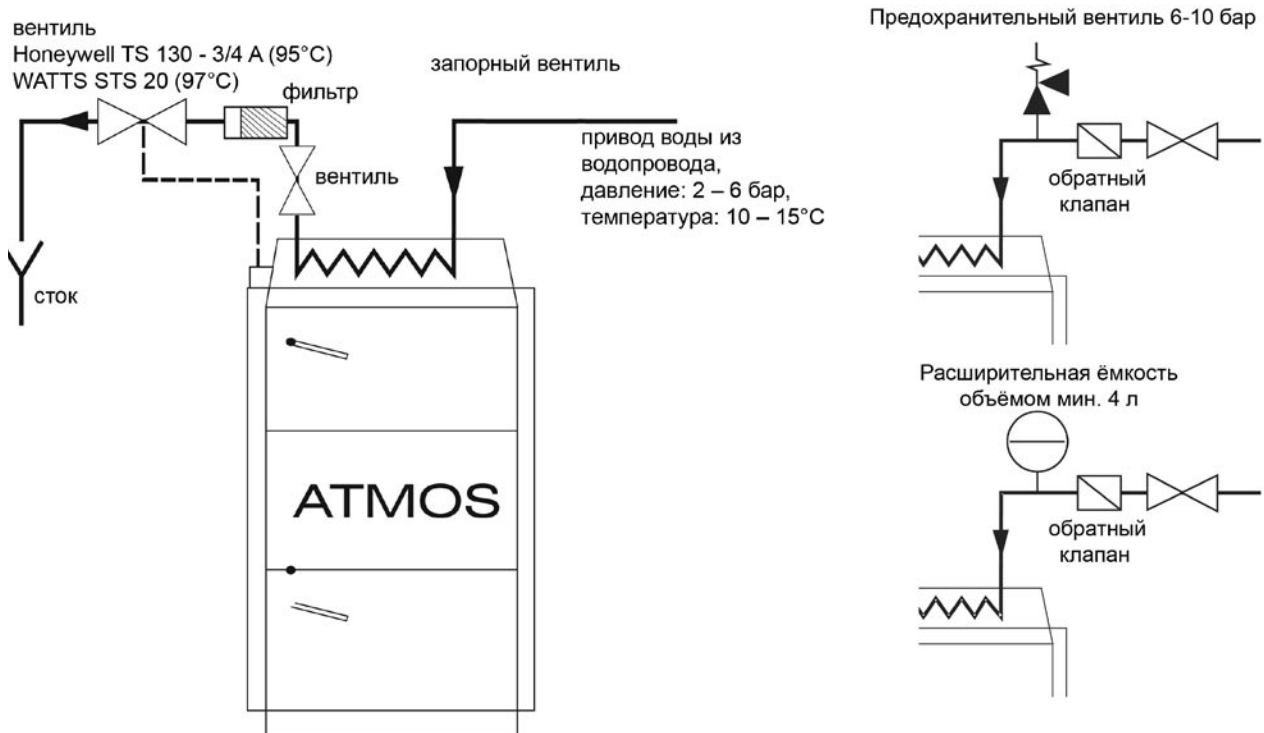 вентиль
Honeywell TS 130 - 3/4 A (95°C)
WATTS STS 20 (97°C)
фильтр
запорный вентиль
привод воды из
водопровода,
давление: 2 – 6 бар,
температура: 10 – 15°C
вентиль
сток
ATMOS
Предохранительный вентиль 6-10 бар
обратный
клапан
Расширительная ёмкость
объёмом мин. 4 л
обратный
клапан